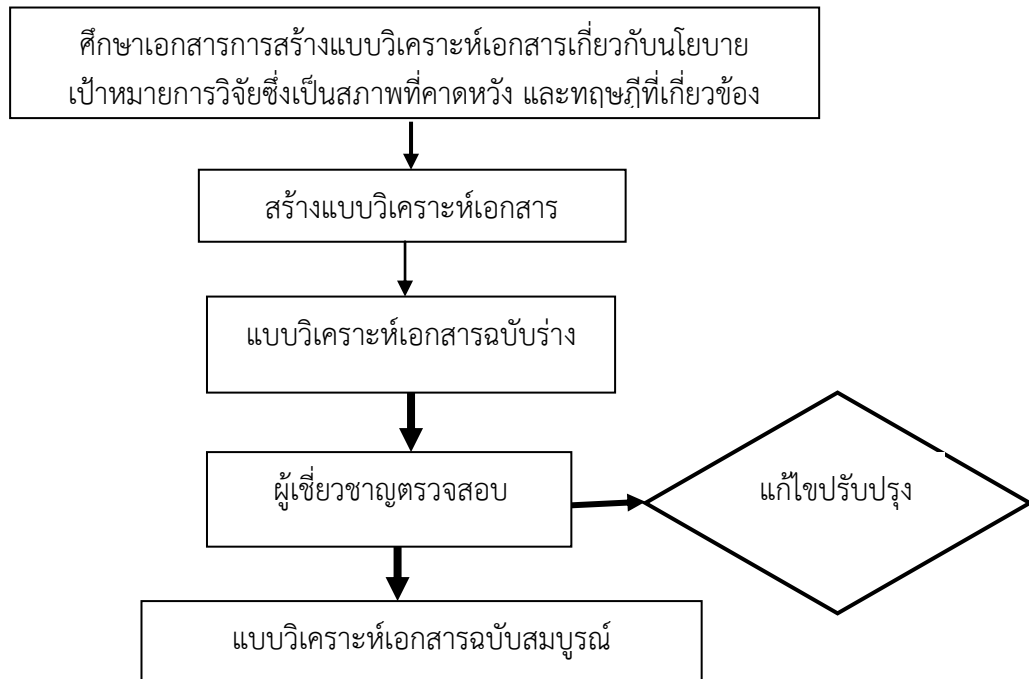 ศึกษาเอกสารการสร้างแบบวิเคราะห์เอกสารเกี่ยวกับนโยบาย
เป้าหมายการวิจัยซึ่งเป็นสภาพที่คาดหวัง และทฤษฎีที่เกี่ยวข้อง
สร้างแบบวิเคราะห์เอกสาร
แบบวิเคราะห์เอกสารฉบับร่าง
ผู้เชี่ยวชาญตรวจสอบ
แก้ไขปรับปรุง
แบบวิเคราะห์เอกสารฉบับสมบูรณ์